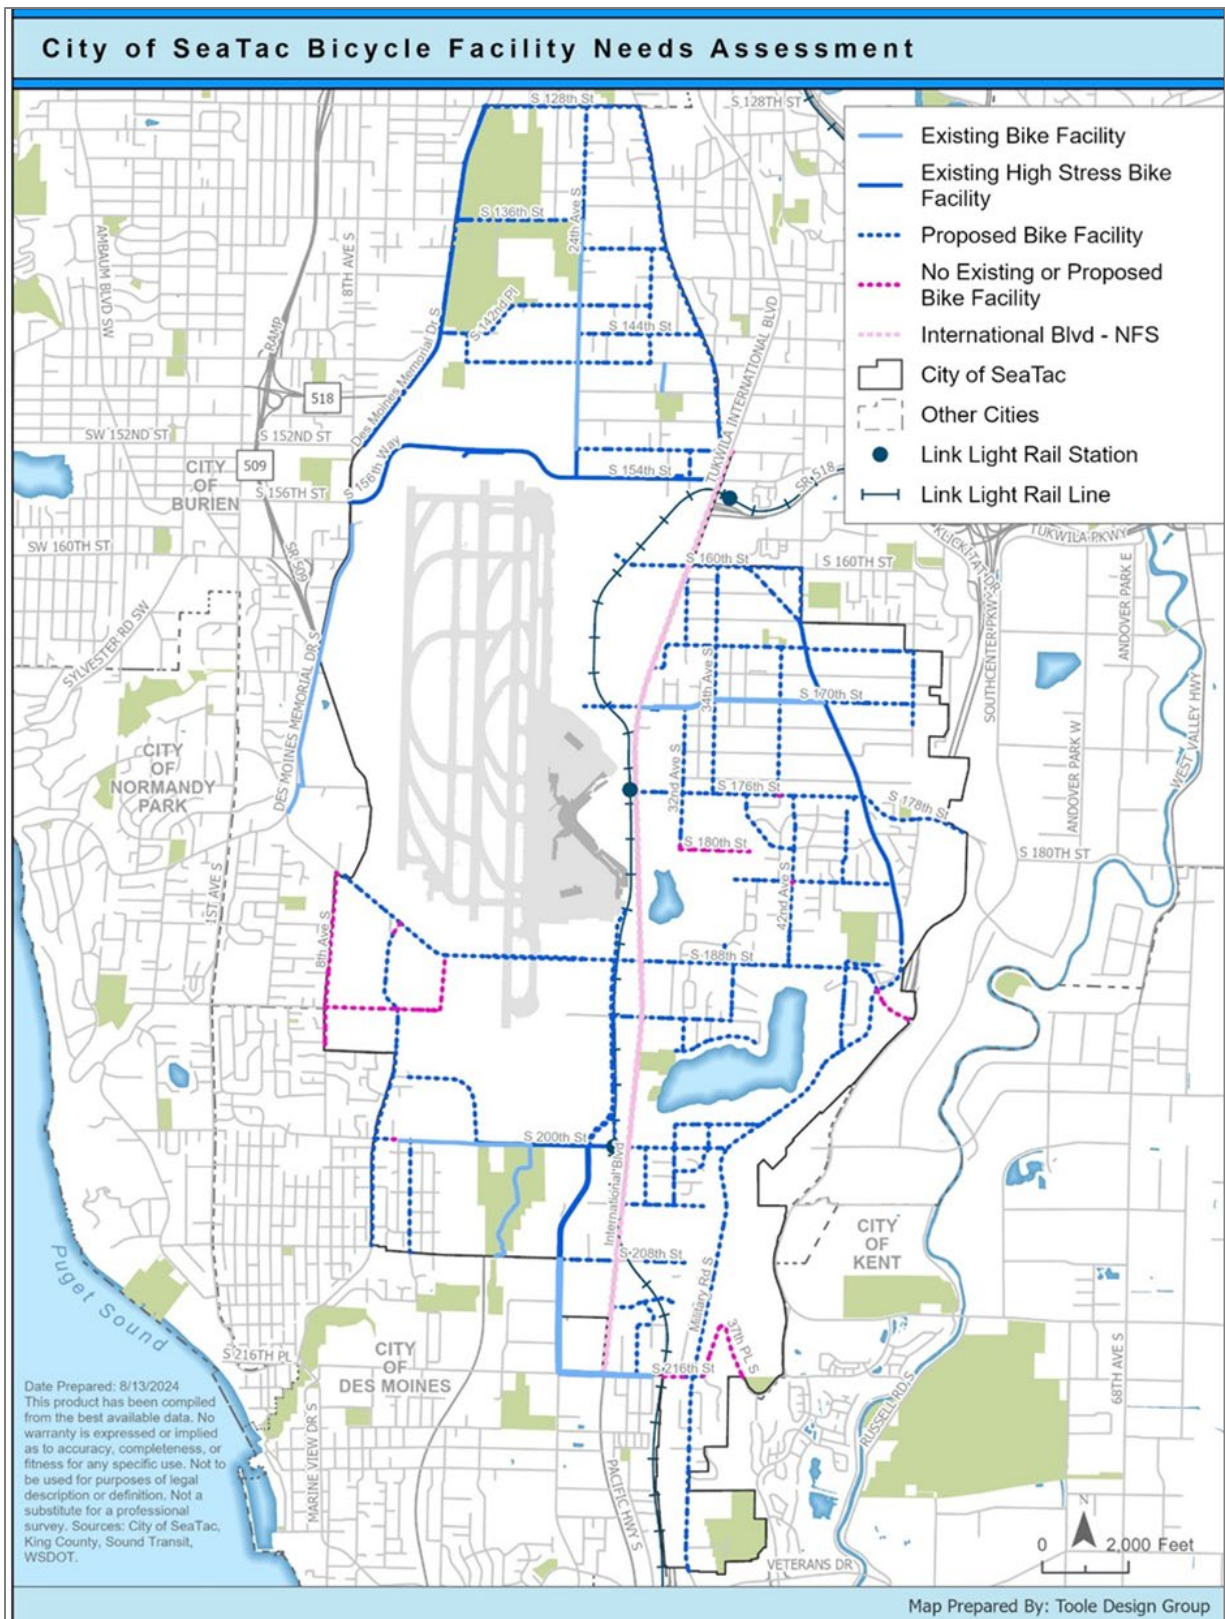 City of SeaTac Bicycle Facility Needs Assessment
S 128th St
S 128TH ST
Existing Bike Facility
Existing High Stress Bike
Facility
Proposed Bike Facility
No Existing or Proposed
Bike Facility
International Blvd - NFS
City of SeaTac
Other Cities
Link Light Rail Station
Link Light Rail Line
S 136th St
24th Ave S
AMBAUM BLVD SW
8TH AVE S
S 142nd Pl
S 144th St
RAMP
518
Des Moines Memorial Dr S
TUKWILA INTERNATIONAL BLVD
SW 152ND ST
S 152ND ST
509
CITY
OF
BURIEN
S 156th Way
S 156TH ST
S 154th St
SR 518
SW 160TH ST
SR 509
S 160th St
S 160TH ST
KLICKITAT DR
TUKWILA PKWY
SYLVESTER RD SW
DES MOINES MEMORIAL DR S
34th Ave S
S 170th St
SOUTHCENTER PKWY
ANDOVER PARK E
ANDOVER PARK W
WEST VALLEY HWY
CITY
OF
NORMANDY
PARK
32nd Ave S
S 176th St
S 178th St
S 180th St
S 180TH ST
1ST AVE S
8th Ave S
42nd Ave S
S 188th St
S 200th St
International Blvd
S 208th St
Military Rd S
CITY
OF
KENT
Puget Sound
S 216TH PL
CITY
OF
DES MOINES
S 216th St
37th PL S
68TH AVE S
RUSSELL RD S
MARINE VIEW DR S
PACIFIC HWY S
VETERANS DR
Date Prepared: 8/13/2024
This product has been compiled
from the best available data. No
warranty is expressed or implied
as to accuracy, completeness, or
fitness for any specific use. Not to
be used for purposes of legal
description or definition. Not a
substitute for a professional
survey. Sources: City of SeaTac,
King County, Sound Transit,
WSDOT.
N
0 2,000 Feet
Map Prepared By: Toole Design Group